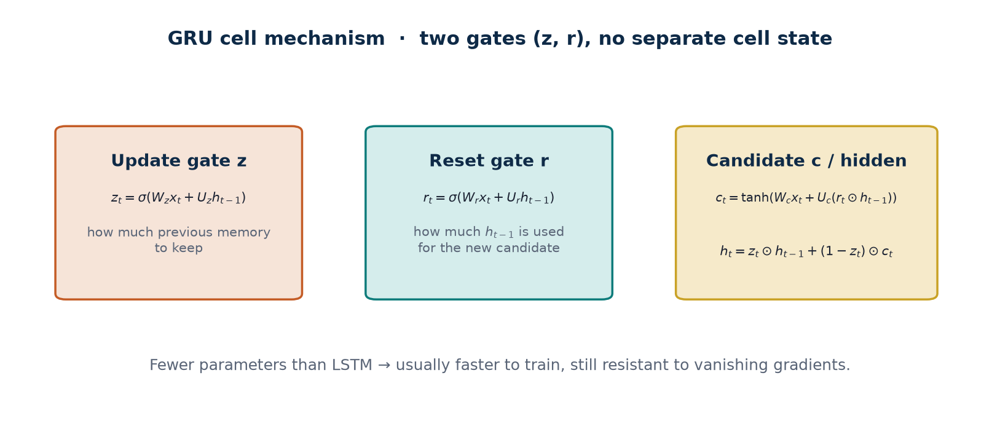 GRU cell mechanism · two gates (z, r), no separate cell state
Update gate z
z_t = σ(W_z x_t + U_z h_{t−1})
how much previous memory
to keep
Reset gate r
r_t = σ(W_r x_t + U_r h_{t−1})
how much h_{t−1} is used
for the new candidate
Candidate c / hidden
c_t = tanh(W_c x_t + U_c(r_t ⊙ h_{t−1}))
h_t = z_t ⊙ h_{t−1} + (1 − z_t) ⊙ c_t
Fewer parameters than LSTM → usually faster to train, still resistant to vanishing gradients.